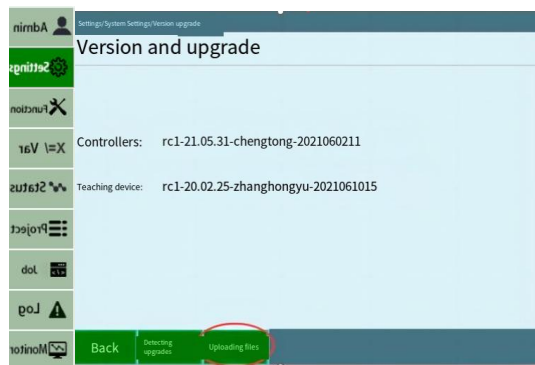 Admin
Settings/System Settings/Version upgrade
Version and upgrade
Settings
Function
X=/ Var
Controllers: rc1-21.05.31-chengtong-2021060211
Status
Teaching device: rc1-20.02.25-zhanghongyu-2021061015
Project
Job
Log
Monitor
Back
Detecting
upgrades
Uploading files